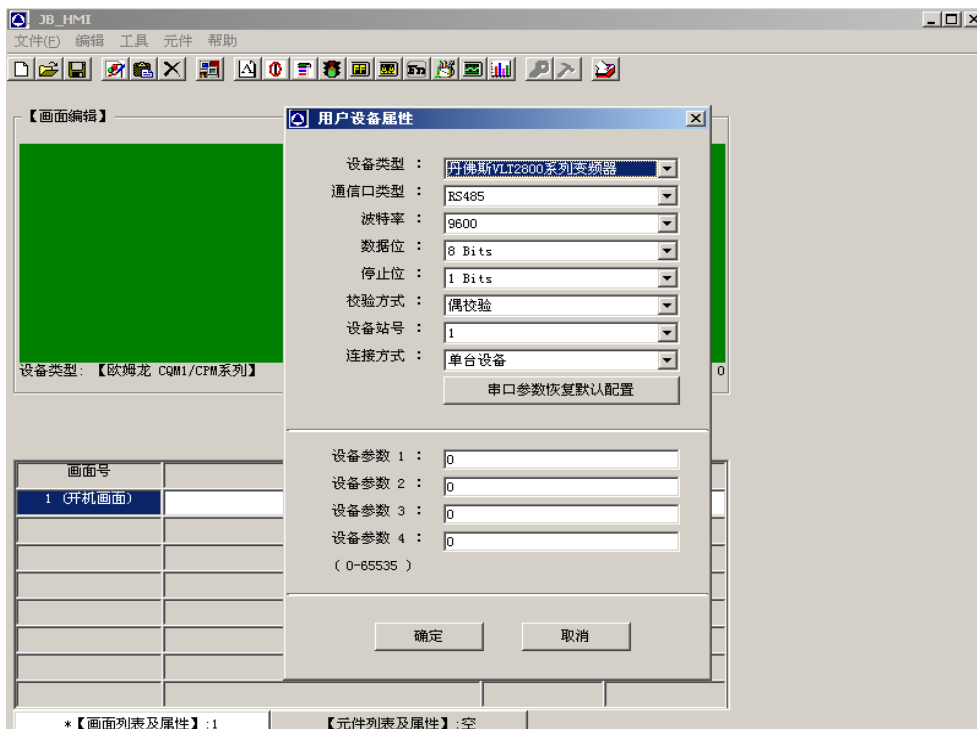 JB_HMI
文件(F) 编辑 工具 元件 帮助
【画面编辑】
设备类型: 【欧姆龙 CQM1/CPM系列】
0
用户设备属性
设备类型 : 丹佛斯VLT2800系列变频器
通信口类型 : RS485
波特率 : 9600
数据位 : 8 Bits
停止位 : 1 Bits
校验方式 : 偶校验
设备站号 : 1
连接方式 : 单台设备
串口参数恢复默认配置
设备参数 1 : 0
设备参数 2 : 0
设备参数 3 : 0
设备参数 4 : 0
( 0-65535 )
确定 取消
画面号
1 (开机画面)
*【画面列表及属性】:1 【元件列表及属性】:空